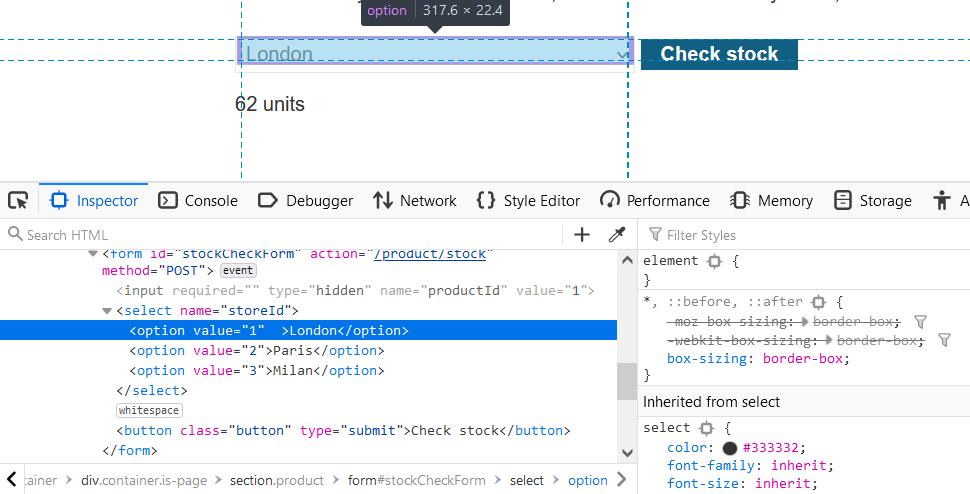 option 317.6 × 22.4
London
Check stock
62 units
Inspector Console Debugger Network Style Editor Performance Memory Storage A
Search HTML
<form id="stockCheckForm" action="/product/stock"
method="POST"> event
<input required="" type="hidden" name="productId" value="1">
<select name="storeId">
<option value="1"  >London</option>
<option value="2">Paris</option>
<option value="3">Milan</option>
</select>
whitespace
<button class="button" type="submit">Check stock</button>
</form>
tainer > div.container.is-page > section.product > form#stockCheckForm > select > option
Filter Styles
element {
}
*, ::before, ::after {
-moz-box-sizing: border-box;
-webkit-box-sizing: border-box;
box-sizing: border-box;
}
Inherited from select
select {
color: #333332;
font-family: inherit;
font-size: inherit;